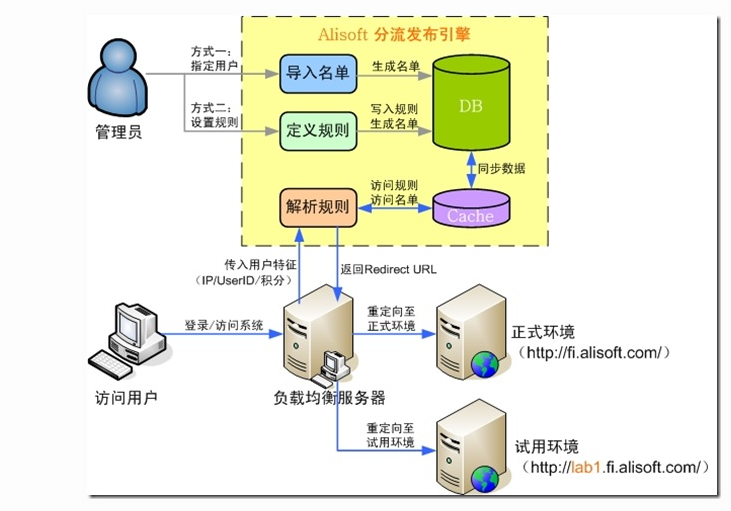 Alisoft 分流发布引擎
方式一：
指定用户
导入名单
生成名单
DB
管理员
方式二：
设置规则
定义规则
写入规则
生成名单
同步数据
解析规则
访问规则
访问名单
Cache
传入用户特征
（IP/UserID/积分）
返回Redirect URL
登录/访问系统
重定向至
正式环境
正式环境
（http://fi.alisoft.com/）
访问用户
负载均衡服务器
重定向至
试用环境
试用环境
（http://lab1.fi.alisoft.com/）